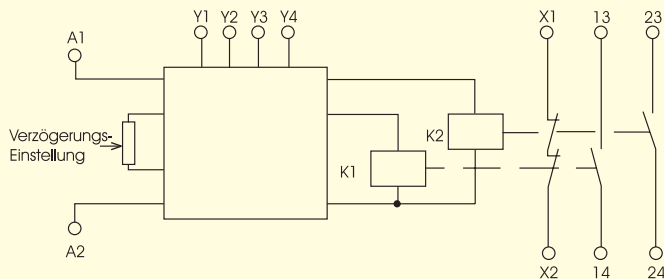 Y1 Y2 Y3 Y4
X1 13 23
A1
Verzögerungs-
Einstellung
K2
K1
A2
X2 14 24